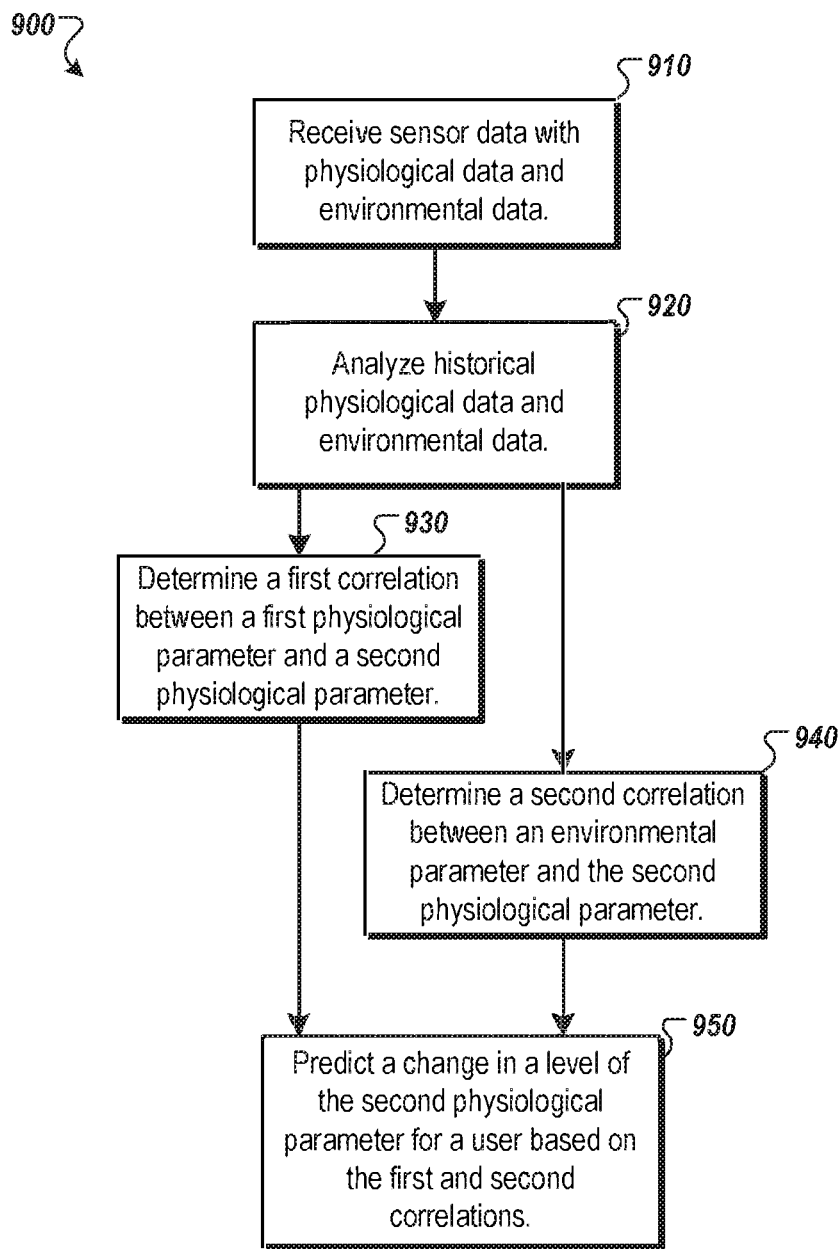 900
910
Receive sensor data with
physiological data and
environmental data.
920
Analyze historical
physiological data and
environmental data.
930
Determine a first correlation
between a first physiological
parameter and a second
physiological parameter.
940
Determine a second correlation
between an environmental
parameter and the second
physiological parameter.
950
Predict a change in a level of
the second physiological
parameter for a user based on
the first and second
correlations.